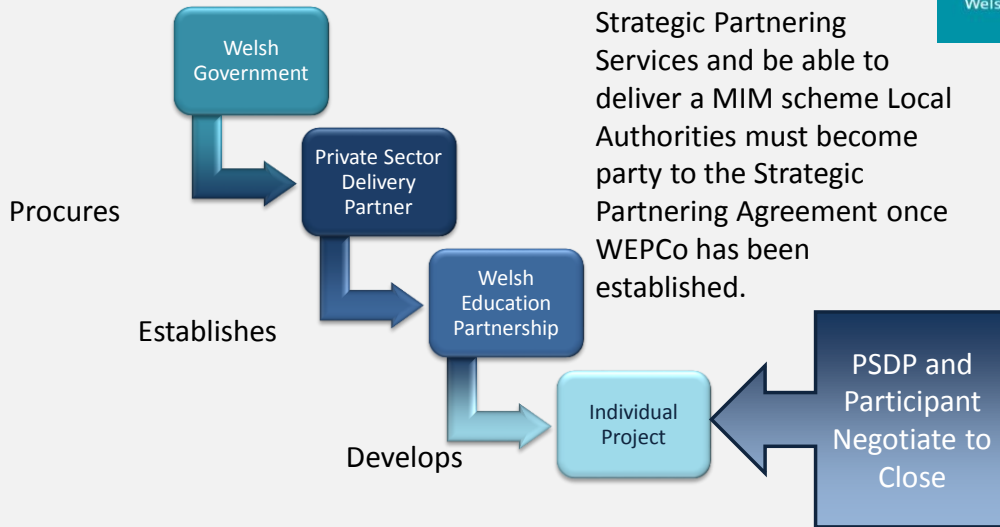 Wels
Welsh
Government
Strategic Partnering
Services and be able to
deliver a MIM scheme Local
Authorities must become
party to the Strategic
Partnering Agreement once
WEPCo has been
established.
Procures
Private Sector
Delivery
Partner
Establishes
Welsh
Education
Partnership
Develops
Individual
Project
PSDP and
Participant
Negotiate to
Close